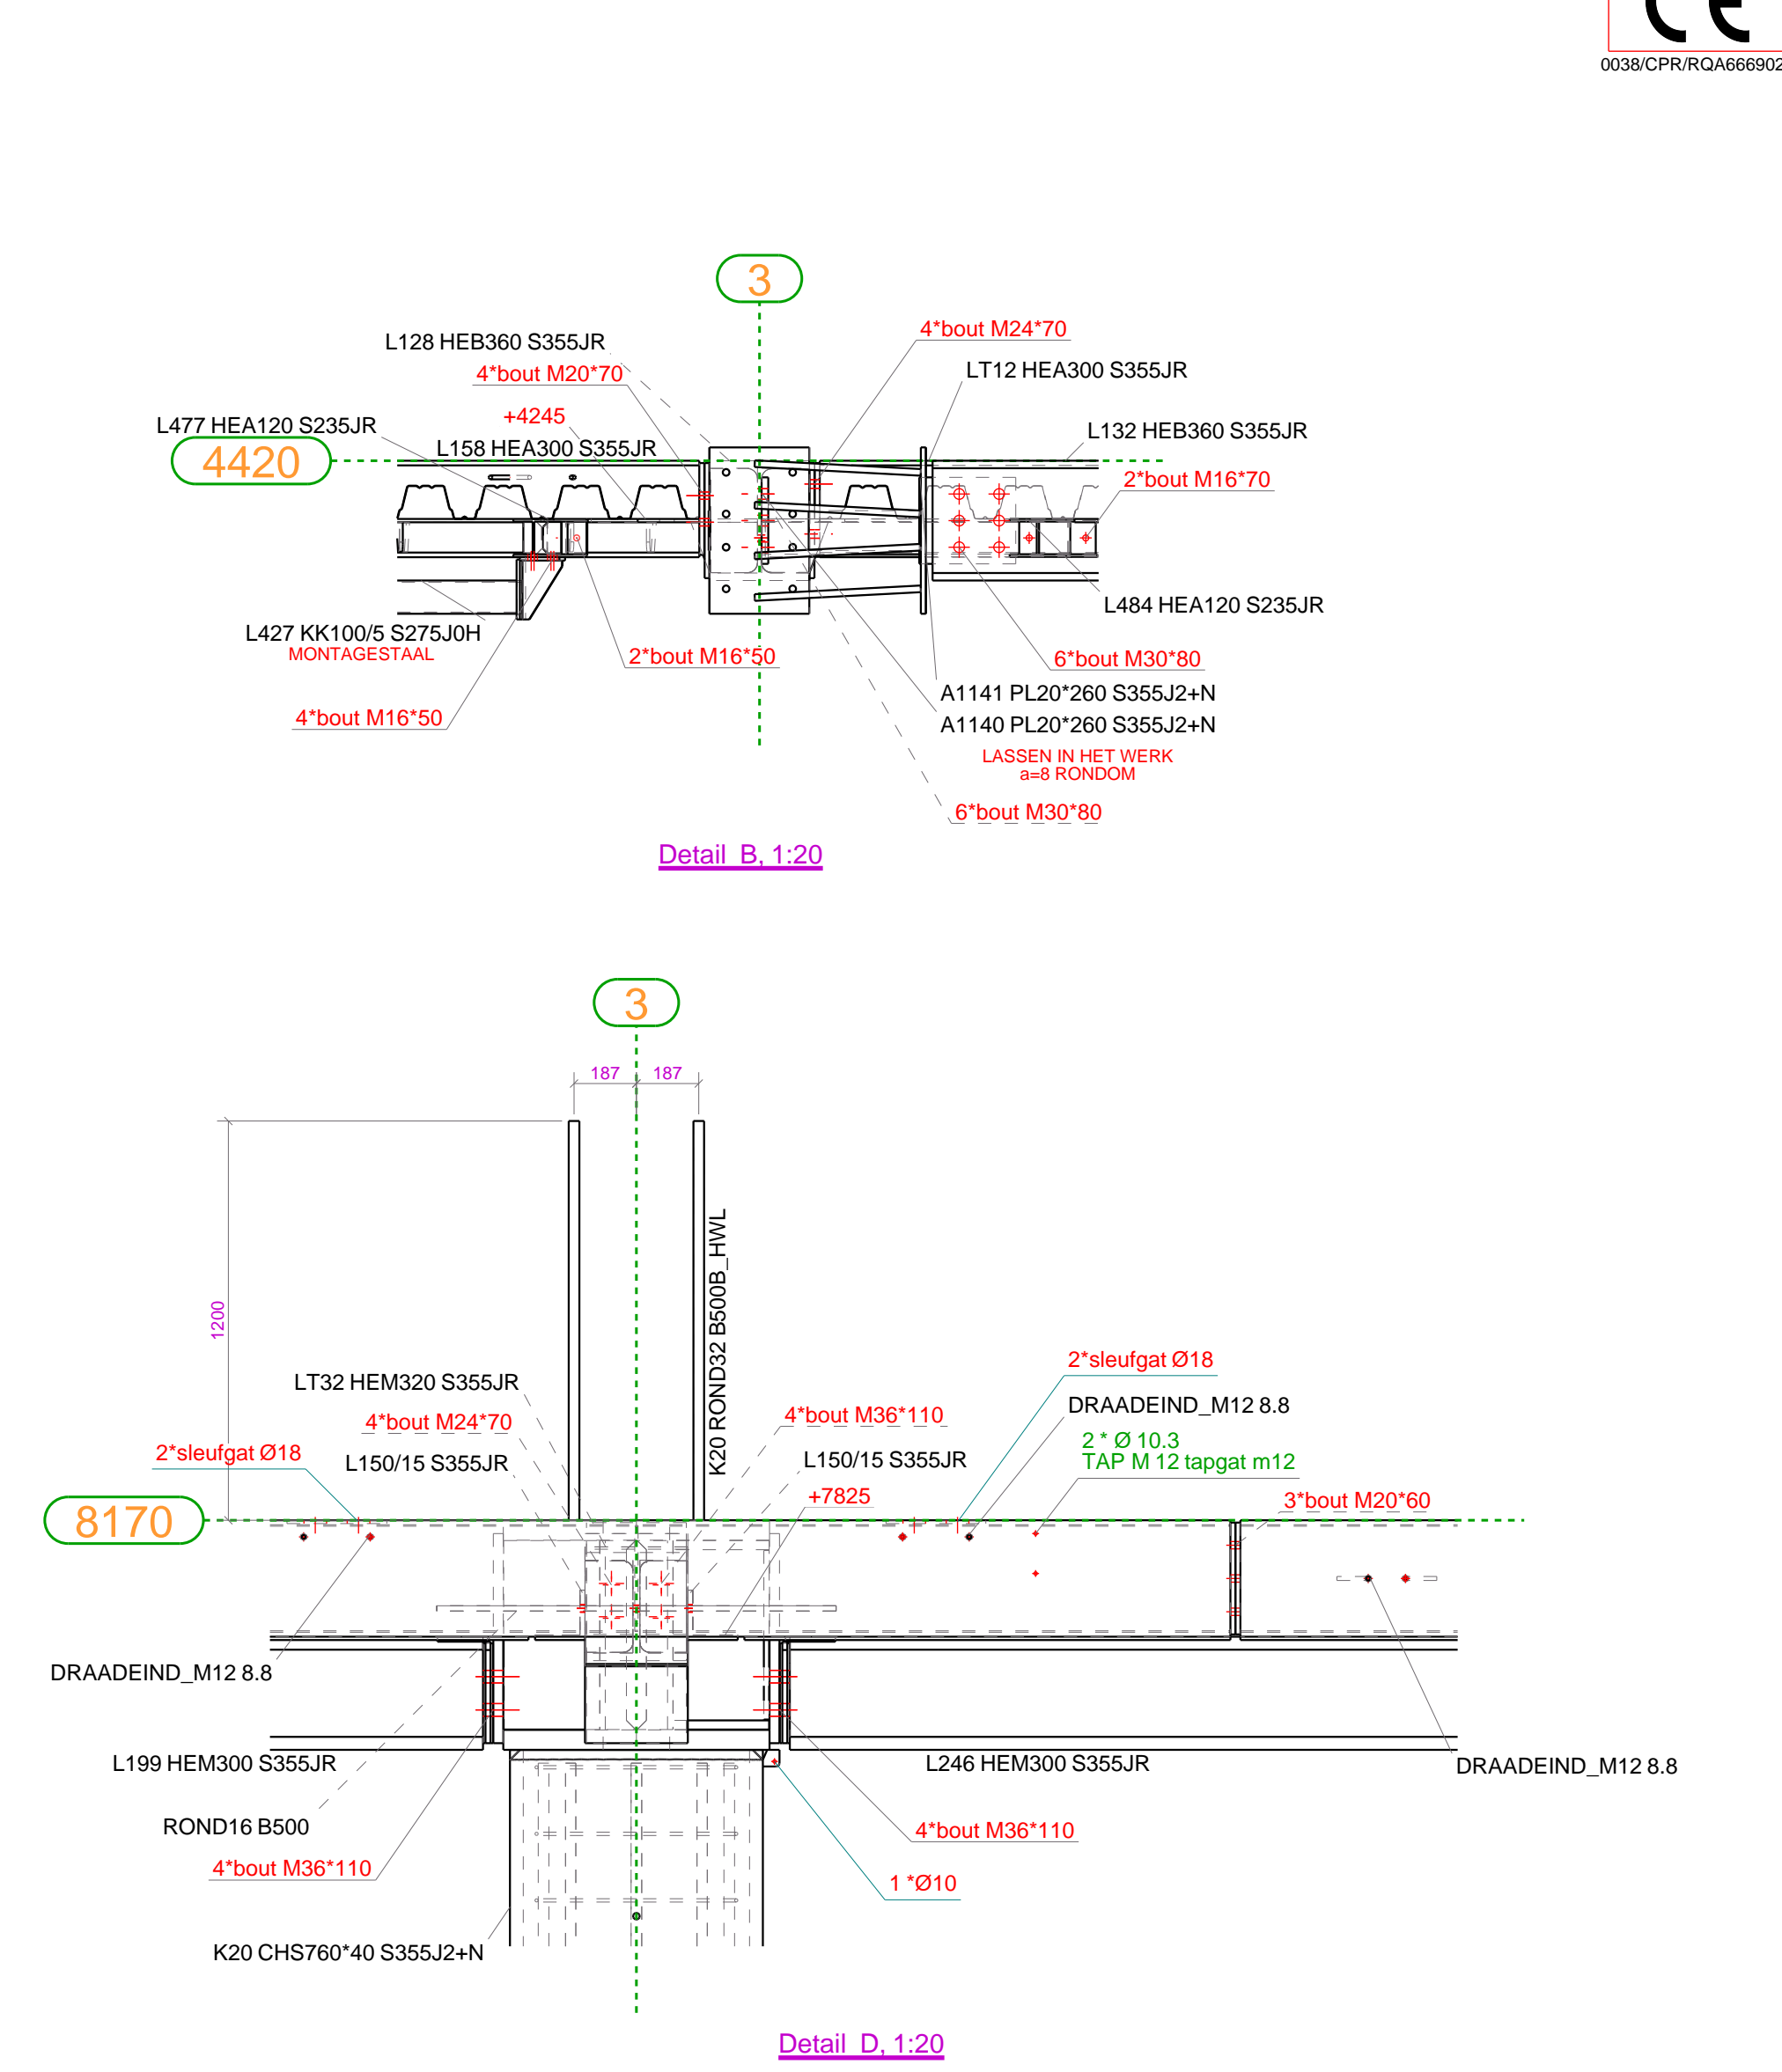 CE
0038/CPR/RQA666902
3
L128 HEB360 S355JR
4*bout M24*70
4*bout M20*70
LT12 HEA300 S355JR
+4245
L477 HEA120 S235JR
L158 HEA300 S355JR
L132 HEB360 S355JR
4420
2*bout M16*70
L484 HEA120 S235JR
L427 KK100/5 S275J0H
MONTAGESTAAL
2*bout M16*50
6*bout M30*80
A1141 PL20*260 S355J2+N
4*bout M16*50
A1140 PL20*260 S355J2+N
LASSEN IN HET WERK
a=8 RONDOM
6*bout M30*80
Detail B, 1:20
3
187
187
1200
K20 ROND32 B500B_HWL
2*sleufgat Ø18
LT32 HEM320 S355JR
DRAADEIND_M12 8.8
4*bout M24*70
4*bout M36*110
2 * Ø 10.3
TAP M 12 tapgat m12
2*sleufgat Ø18
L150/15 S355JR
L150/15 S355JR
+7825
3*bout M20*60
8170
DRAADEIND_M12 8.8
L199 HEM300 S355JR
L246 HEM300 S355JR
DRAADEIND_M12 8.8
ROND16 B500
4*bout M36*110
4*bout M36*110
1 *Ø10
K20 CHS760*40 S355J2+N
Detail D, 1:20